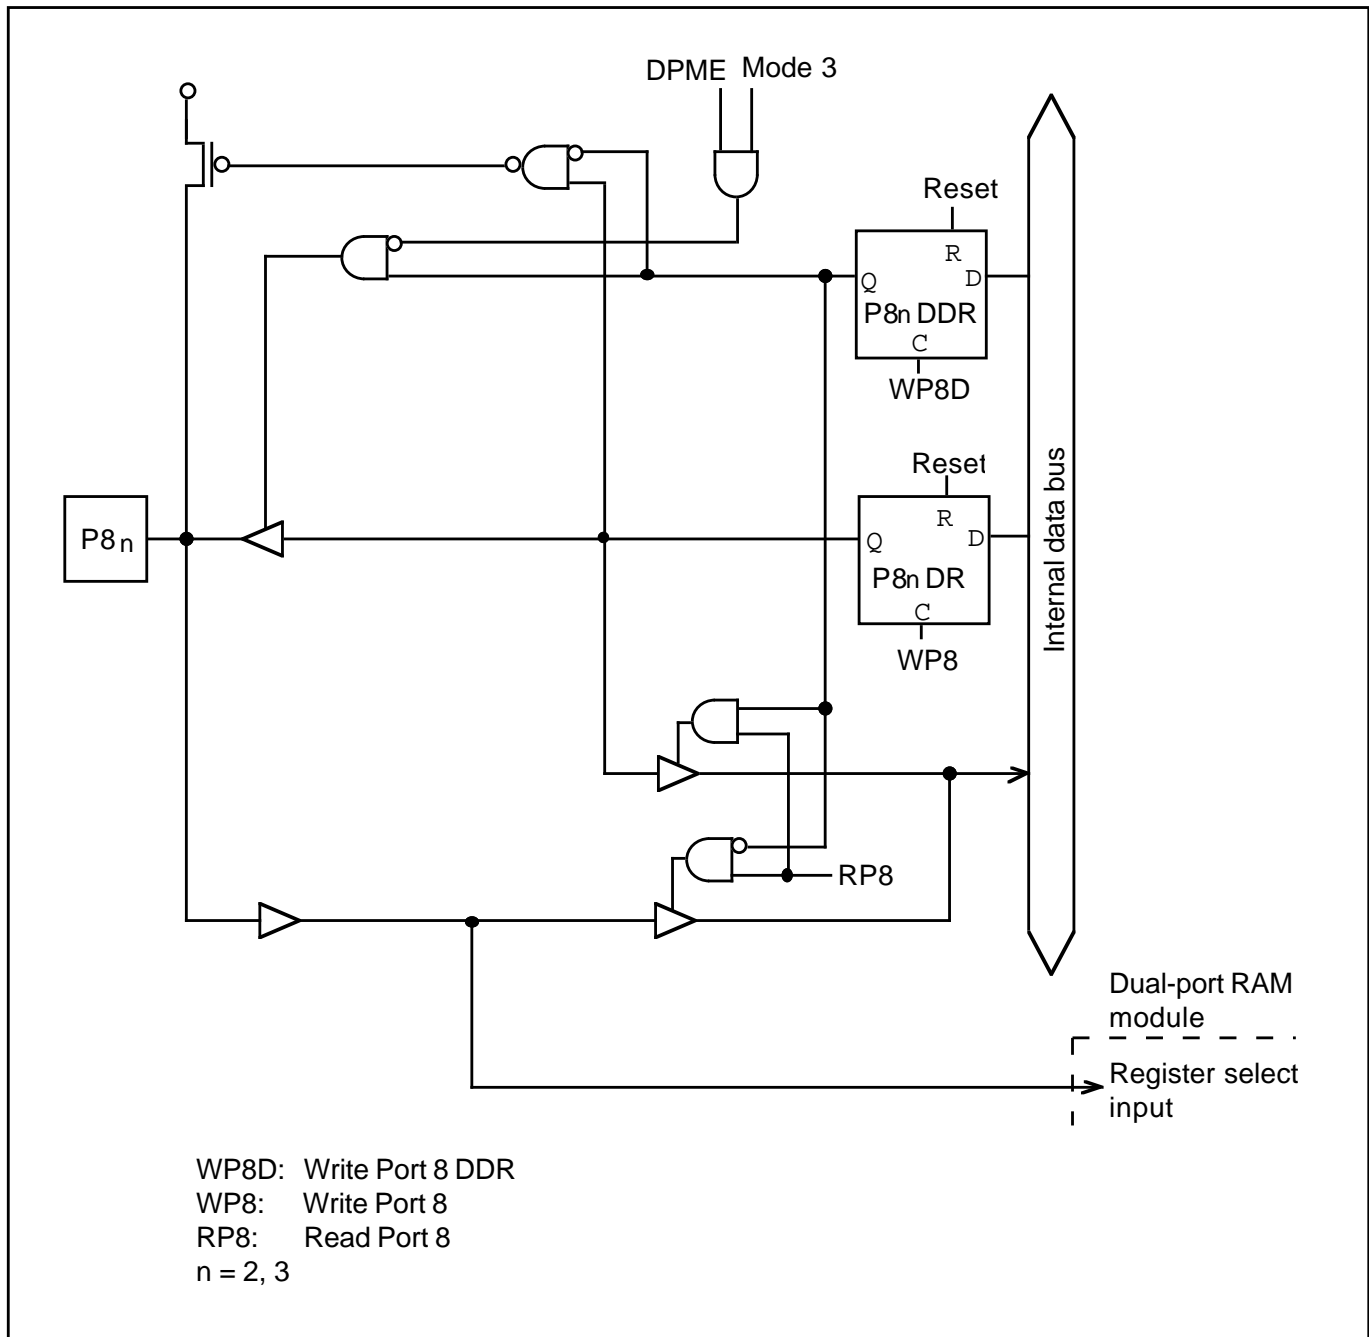 DPME Mode 3
Reset
R
Q D
P8n DDR
C
WP8D
Reset
R
Q D
P8n DR
C
WP8
P8n
Internal data bus
RP8
Dual-port RAM
module
Register select
input
WP8D: Write Port 8 DDR
WP8: Write Port 8
RP8: Read Port 8
n = 2, 3